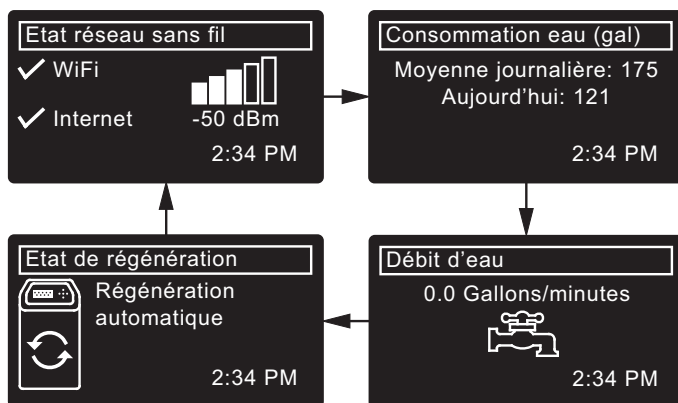 Etat réseau sans fil
WiFi
Internet
-50 dBm
2:34 PM
Consommation eau (gal)
Moyenne journalière: 175
Aujourd'hui: 121
2:34 PM
Etat de régénération
Régénération
automatique
2:34 PM
Débit d'eau
0.0 Gallons/minutes
2:34 PM